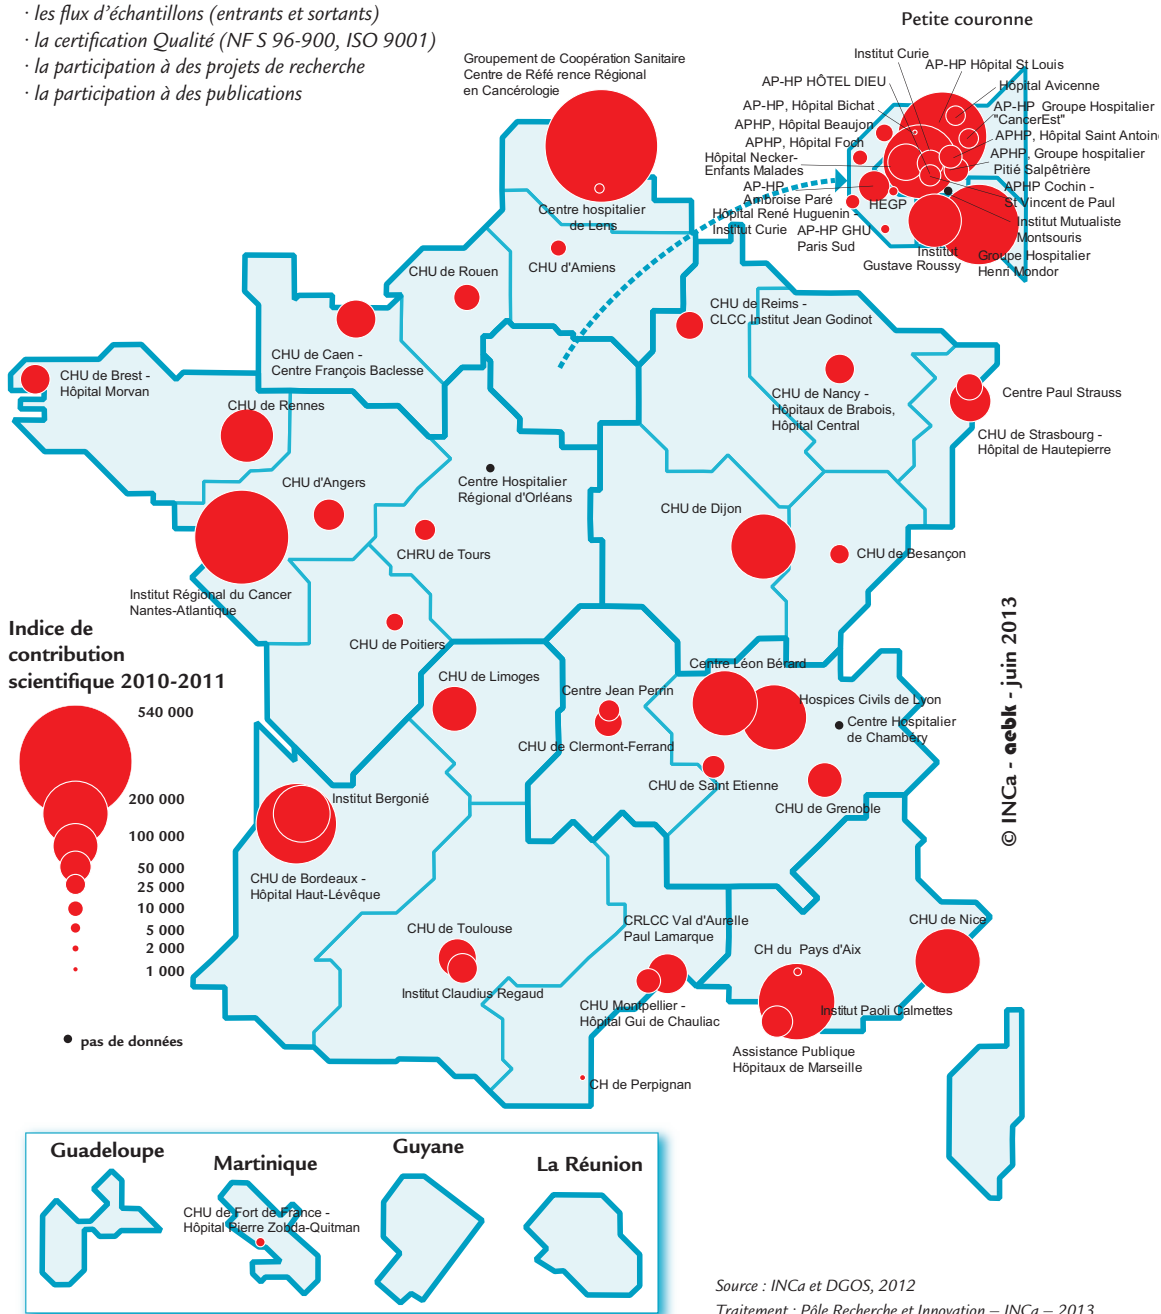 · les flux d’échantillons (entrants et sortants)
· la certification Qualité (NF S 96-900, ISO 9001)
· la participation à des projets de recherche
· la participation à des publications
Petite couronne
Groupement de Coopération Sanitaire
Centre de Réfé rence Régional
en Cancérologie
Institut Curie
AP-HP Hôpital St Louis
AP-HP HÔTEL DIEU
Hôpital Avicenne
AP-HP, Hôpital Bichat
AP-HP Groupe Hospitalier
"CancerEst"
APHP, Hôpital Beaujon
APHP, Hôpital Saint Antoine
APHP, Hôpital Foch
APHP, Groupe hospitalier
Pitié Salpêtrière
Hôpital Necker-
Enfants Malades
AP-HP
Ambroise Paré
APHP Cochin -
St Vincent de Paul
HEGP
Hôpital René Huguenin -
Institut Curie
AP-HP GHU
Paris Sud
Institut Mutualiste
Montsouris
Institut
Gustave Roussy
Groupe Hospitalier
Henri Mondor
Centre hospitalier
de Lens
CHU d'Amiens
CHU de Rouen
CHU de Reims -
CLCC Institut Jean Godinot
CHU de Caen -
Centre François Baclesse
CHU de Brest -
Hôpital Morvan
CHU de Nancy -
Hôpitaux de Brabois,
Hôpital Central
Centre Paul Strauss
CHU de Rennes
CHU de Strasbourg -
Hôpital de Hautepierre
CHU d'Angers
Centre Hospitalier
Régional d'Orléans
CHU de Dijon
CHRU de Tours
CHU de Besançon
Institut Régional du Cancer
Nantes-Atlantique
CHU de Poitiers
Indice de
contribution
scientifique 2010-2011
540 000
200 000
100 000
50 000
25 000
10 000
5 000
2 000
1 000
pas de données
© INCa - aebk - juin 2013
CHU de Limoges
Centre Jean Perrin
CHU de Clermont-Ferrand
Centre Léon Bérard
Hospices Civils de Lyon
Centre Hospitalier
de Chambéry
CHU de Saint Etienne
CHU de Grenoble
Institut Bergonié
CHU de Bordeaux -
Hôpital Haut-Lévêque
CHU de Toulouse
Institut Claudius Regaud
CRLCC Val d'Aurelle
Paul Lamarque
CHU Montpellier -
Hôpital Gui de Chauliac
CH du Pays d'Aix
CHU de Nice
Institut Paoli Calmettes
Assistance Publique
Höpitaux de Marseille
CH de Perpignan
Guadeloupe
Martinique
Guyane
La Réunion
CHU de Fort de France -
Hôpital Pierre Zobda-Quitman
Source : INCa et DGOS, 2012
Traitement : Pôle Recherche et Innovation – INCa – 2013